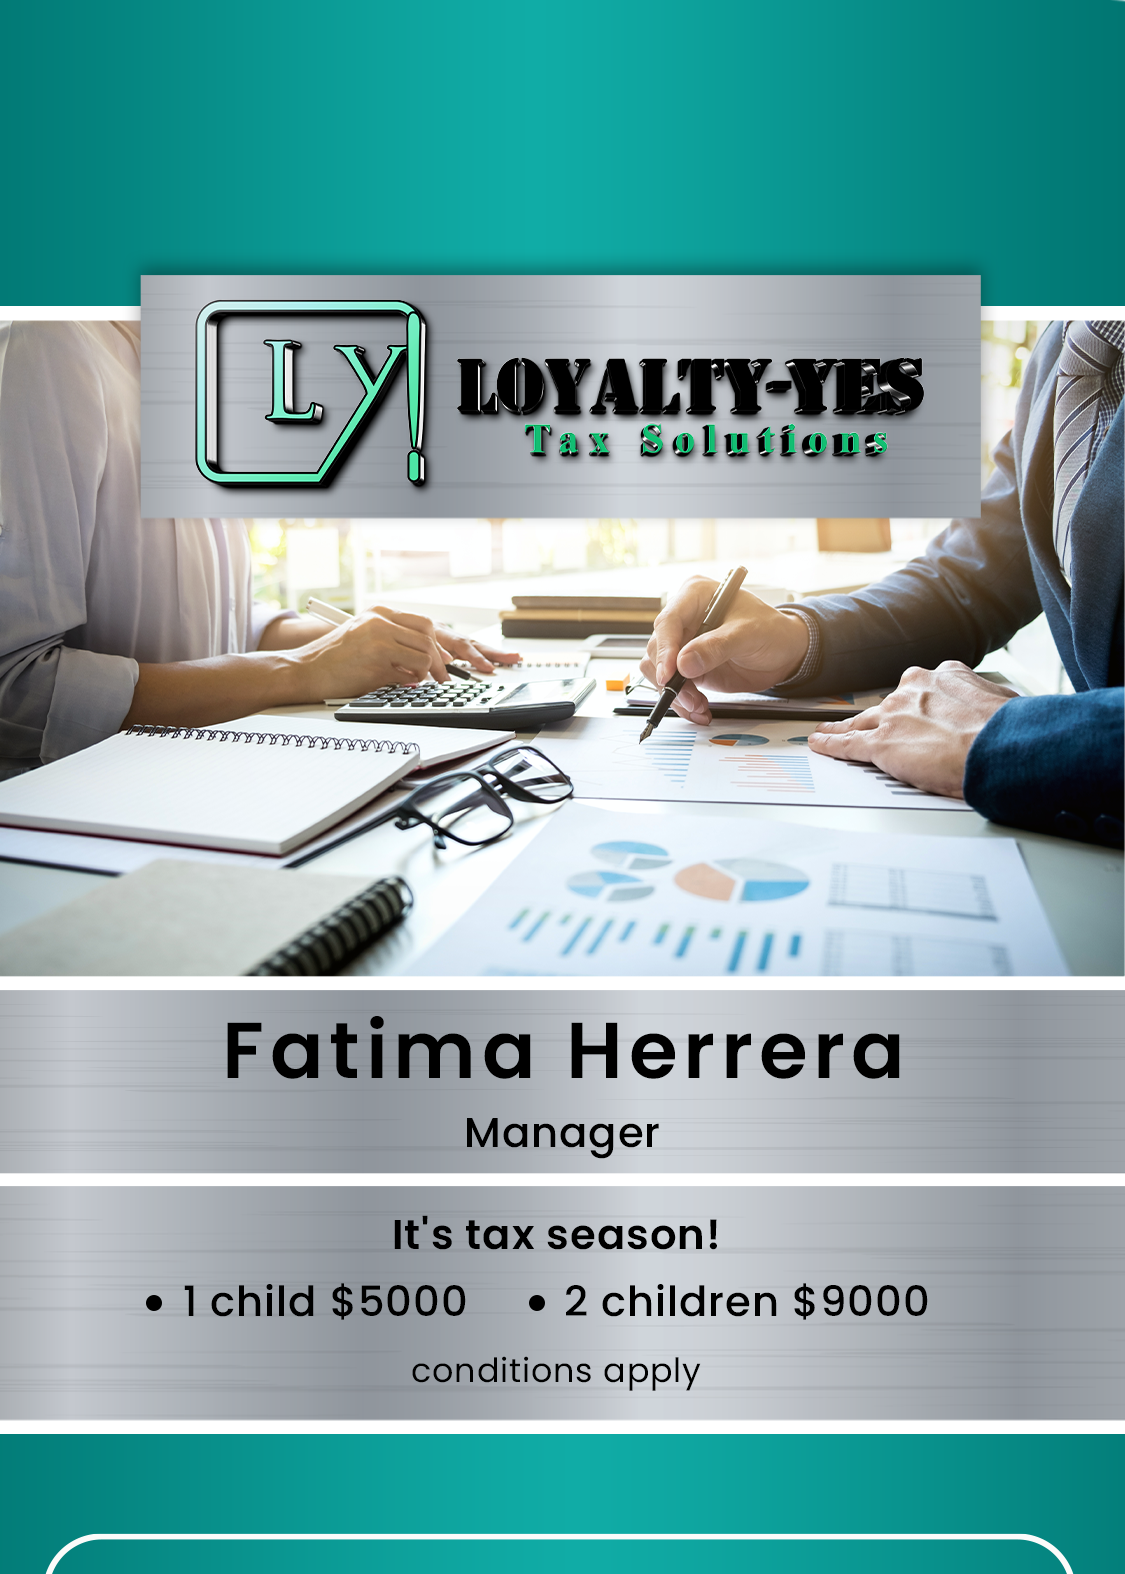 Ly!
LOYALTY-YES
Tax Solutions
Fatima Herrera
Manager
It's tax season!
• 1 child $5000 • 2 children $9000
conditions apply